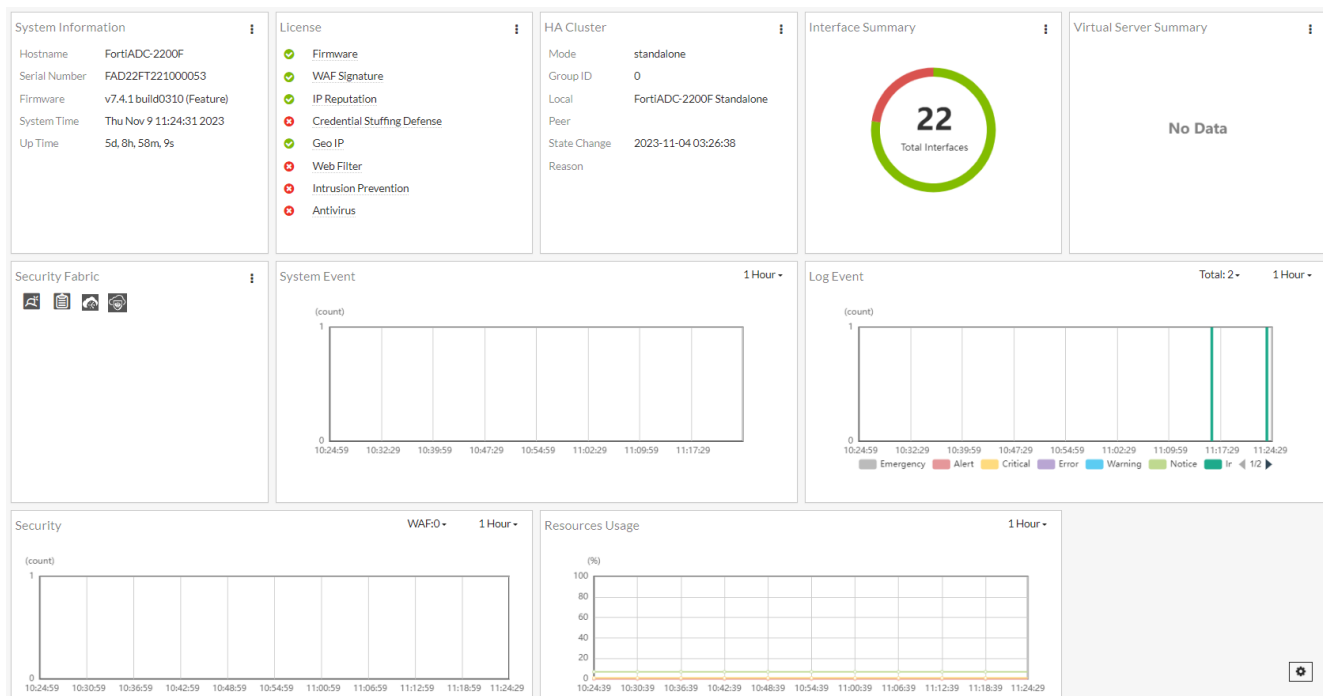 System Information
Hostname FortiADC-2200F
Serial Number FAD22FT221000053
Firmware v7.4.1 build0310 (Feature)
System Time Thu Nov 9 11:24:31 2023
Up Time 5d, 8h, 58m, 9s
License
Firmware
WAF Signature
IP Reputation
Credential Stuffing Defense
Geo IP
Web Filter
Intrusion Prevention
Antivirus
HA Cluster
Mode standalone
Group ID 0
Local FortiADC-2200F Standalone
Peer
State Change 2023-11-04 03:26:38
Reason
Interface Summary
22
Total Interfaces
Virtual Server Summary
No Data
Security Fabric
System Event 1 Hour
(count)
1
0
10:24:59 10:32:29 10:39:59 10:47:29 10:54:59 11:02:29 11:09:59 11:17:29
Log Event Total: 2 1 Hour
(count)
1
0
10:24:59 10:32:29 10:39:59 10:47:29 10:54:59 11:02:29 11:09:59 11:17:29 11:24:29
Emergency Alert Critical Error Warning Notice Ir 1/2
Security WAF:0 1 Hour
(count)
1
0
10:24:59 10:30:59 10:36:59 10:42:59 10:48:59 10:54:59 11:00:59 11:06:59 11:12:59 11:18:59 11:24:29
Resources Usage 1 Hour
(%)
100
80
60
40
20
0
10:24:39 10:30:39 10:36:39 10:42:39 10:48:39 10:54:39 11:00:39 11:06:39 11:12:39 11:18:39 11:24:29